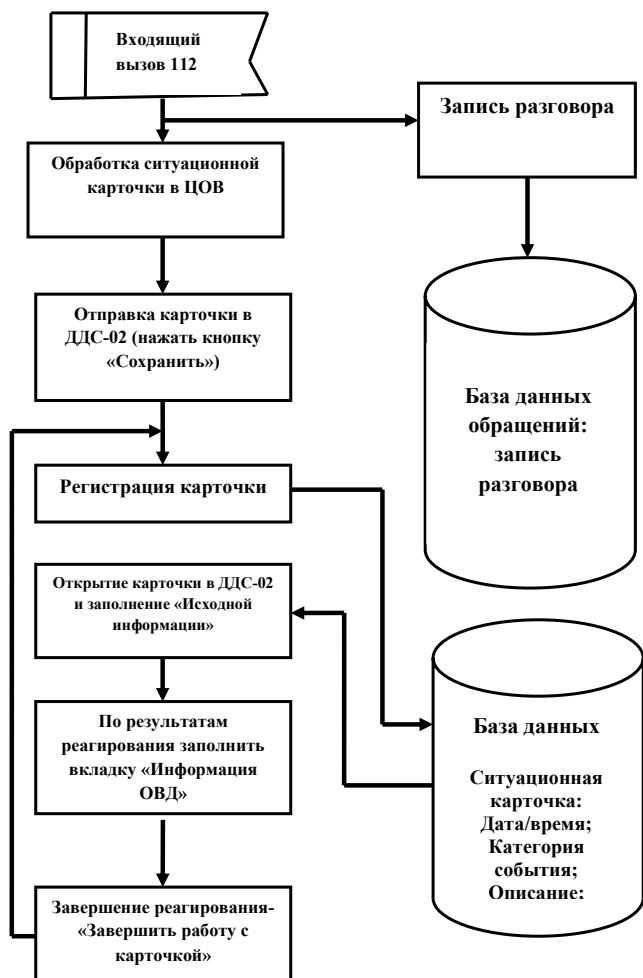 Входящий
вызов 112
Запись разговора
Обработка ситуационной
карточки в ЦОВ
Отправка карточки в
ДДС-02 (нажать кнопку
«Сохранить»)
База данных
обращений:
запись
разговора
Регистрация карточки
Открытие карточки в ДДС-02
и заполнение «Исходной
информации»
По результатам
реагирования заполнить
вкладку «Информация
ОВД»
База данных
Ситуационная
карточка:
Дата/время;
Категория
события;
Описание:
Завершение реагирования-
«Завершить работу с
карточкой»